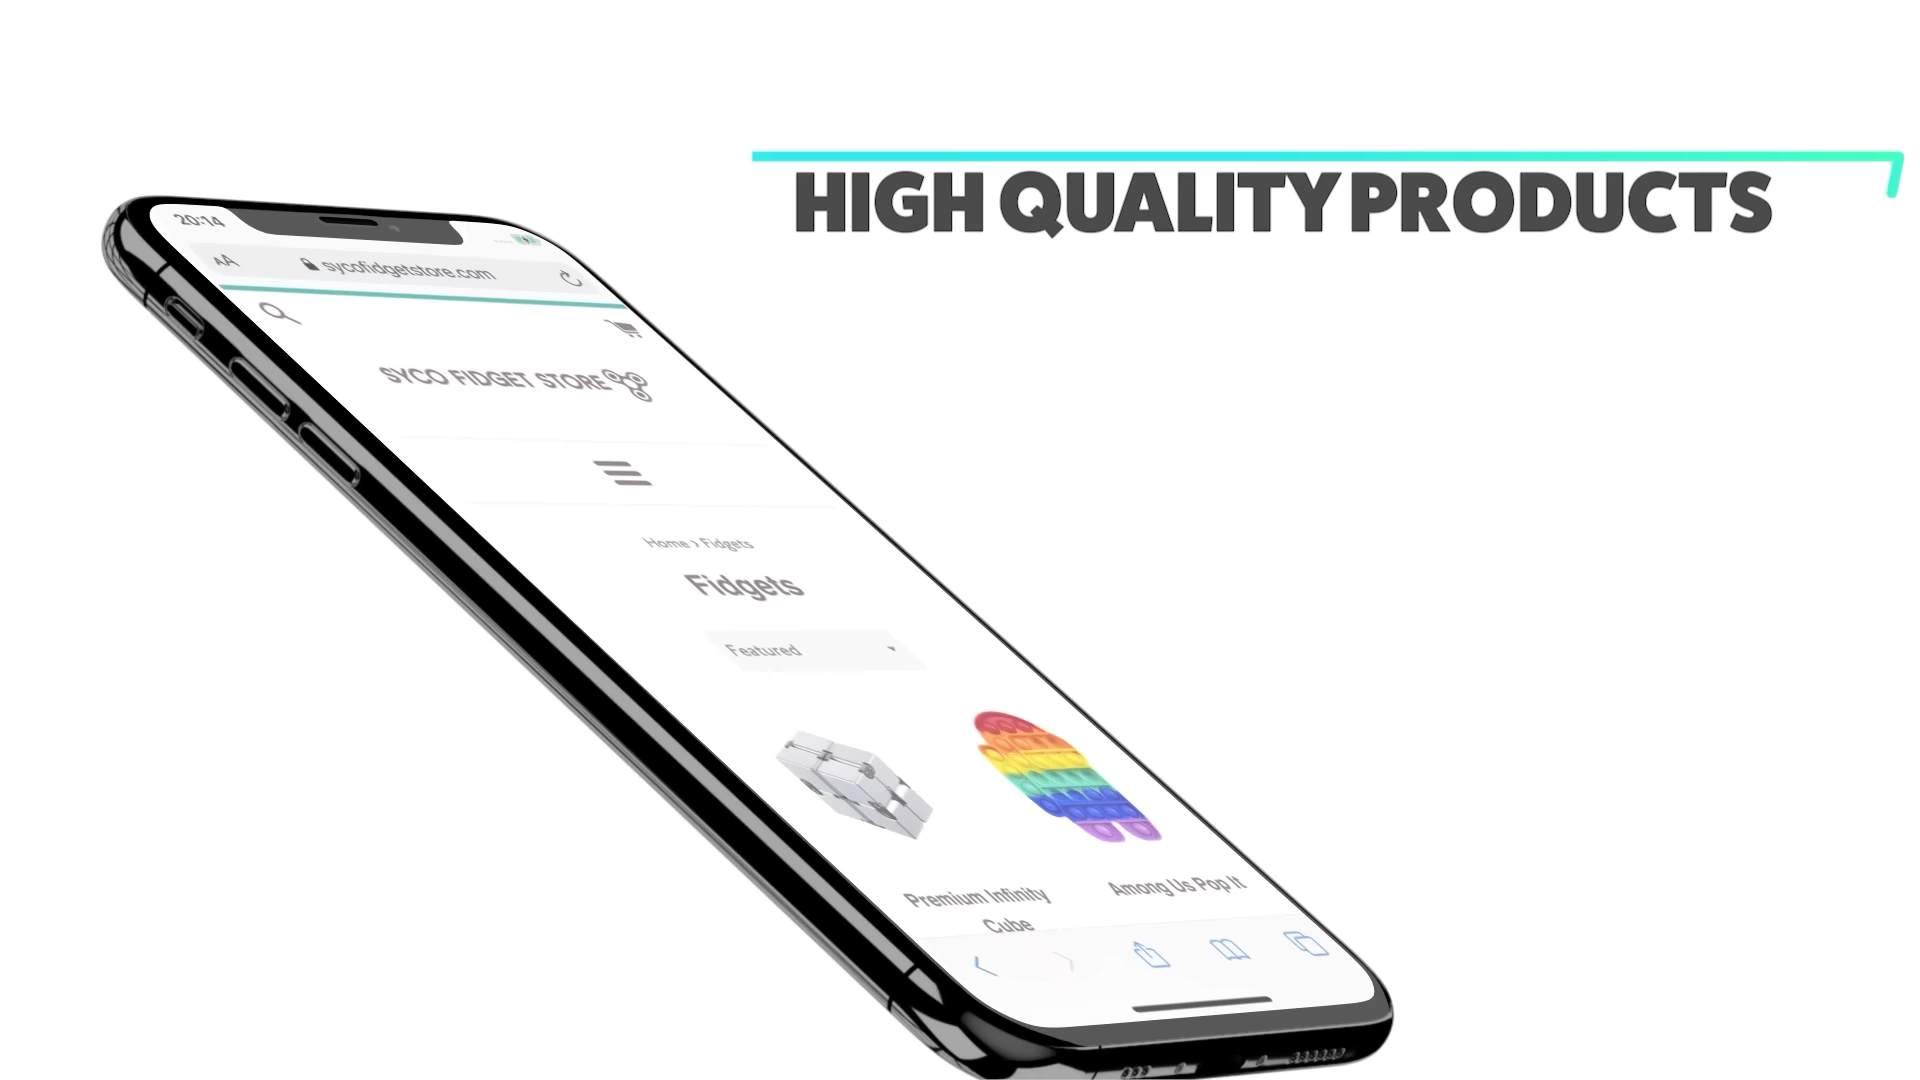 HIGH QUALITY PRODUCTS
20:14
AA sycofidgetstore.com
SYCO FIDGET STORE
Home › Fidgets
Fidgets
Featured
Premium Infinity
Cube
Among Us Pop It